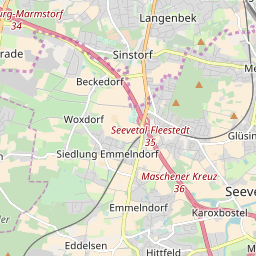 Langenbek
urg-Marmstorf
34
Sinstorf
rade
Beckedorf
Me
Woxdorf
Seevetal-Fleestedt
35
Glüsin
Siedlung Emmelndorf
Maschener Kreuz
36
Seeve
Emmelndorf
Karoxbostel
Eddelsen
Hittfeld